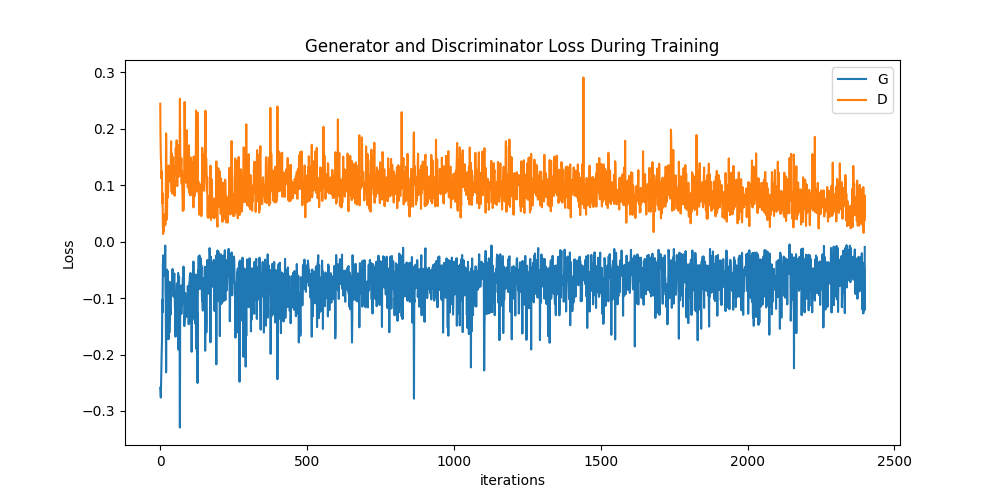 Generator and Discriminator Loss During Training
G
D
0.3
0.2
0.1
0.0
−0.1
−0.2
−0.3
Loss
0
500
1000
1500
2000
2500
iterations